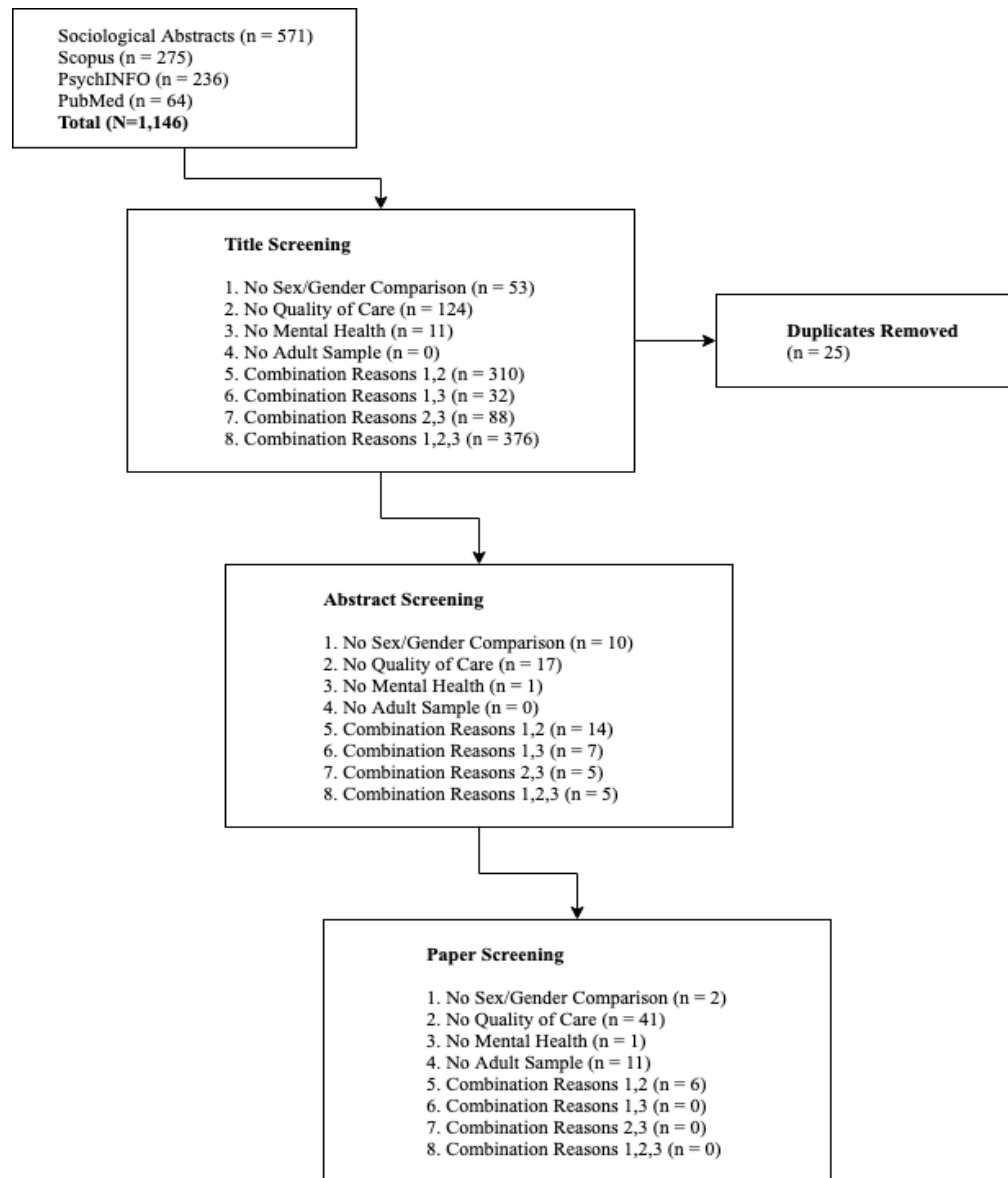 Sociological Abstracts (n = 571)
Scopus (n = 275)
PsychINFO (n = 236)
PubMed (n = 64)
Total (N=1,146)
Title Screening
1. No Sex/Gender Comparison (n = 53)
2. No Quality of Care (n = 124)
3. No Mental Health (n = 11)
4. No Adult Sample (n = 0)
5. Combination Reasons 1,2 (n = 310)
6. Combination Reasons 1,3 (n = 32)
7. Combination Reasons 2,3 (n = 88)
8. Combination Reasons 1,2,3 (n = 376)
Duplicates Removed
(n = 25)
Abstract Screening
1. No Sex/Gender Comparison (n = 10)
2. No Quality of Care (n = 17)
3. No Mental Health (n = 1)
4. No Adult Sample (n = 0)
5. Combination Reasons 1,2 (n = 14)
6. Combination Reasons 1,3 (n = 7)
7. Combination Reasons 2,3 (n = 5)
8. Combination Reasons 1,2,3 (n = 5)
Paper Screening
1. No Sex/Gender Comparison (n = 2)
2. No Quality of Care (n = 41)
3. No Mental Health (n = 1)
4. No Adult Sample (n = 11)
5. Combination Reasons 1,2 (n = 6)
6. Combination Reasons 1,3 (n = 0)
7. Combination Reasons 2,3 (n = 0)
8. Combination Reasons 1,2,3 (n = 0)